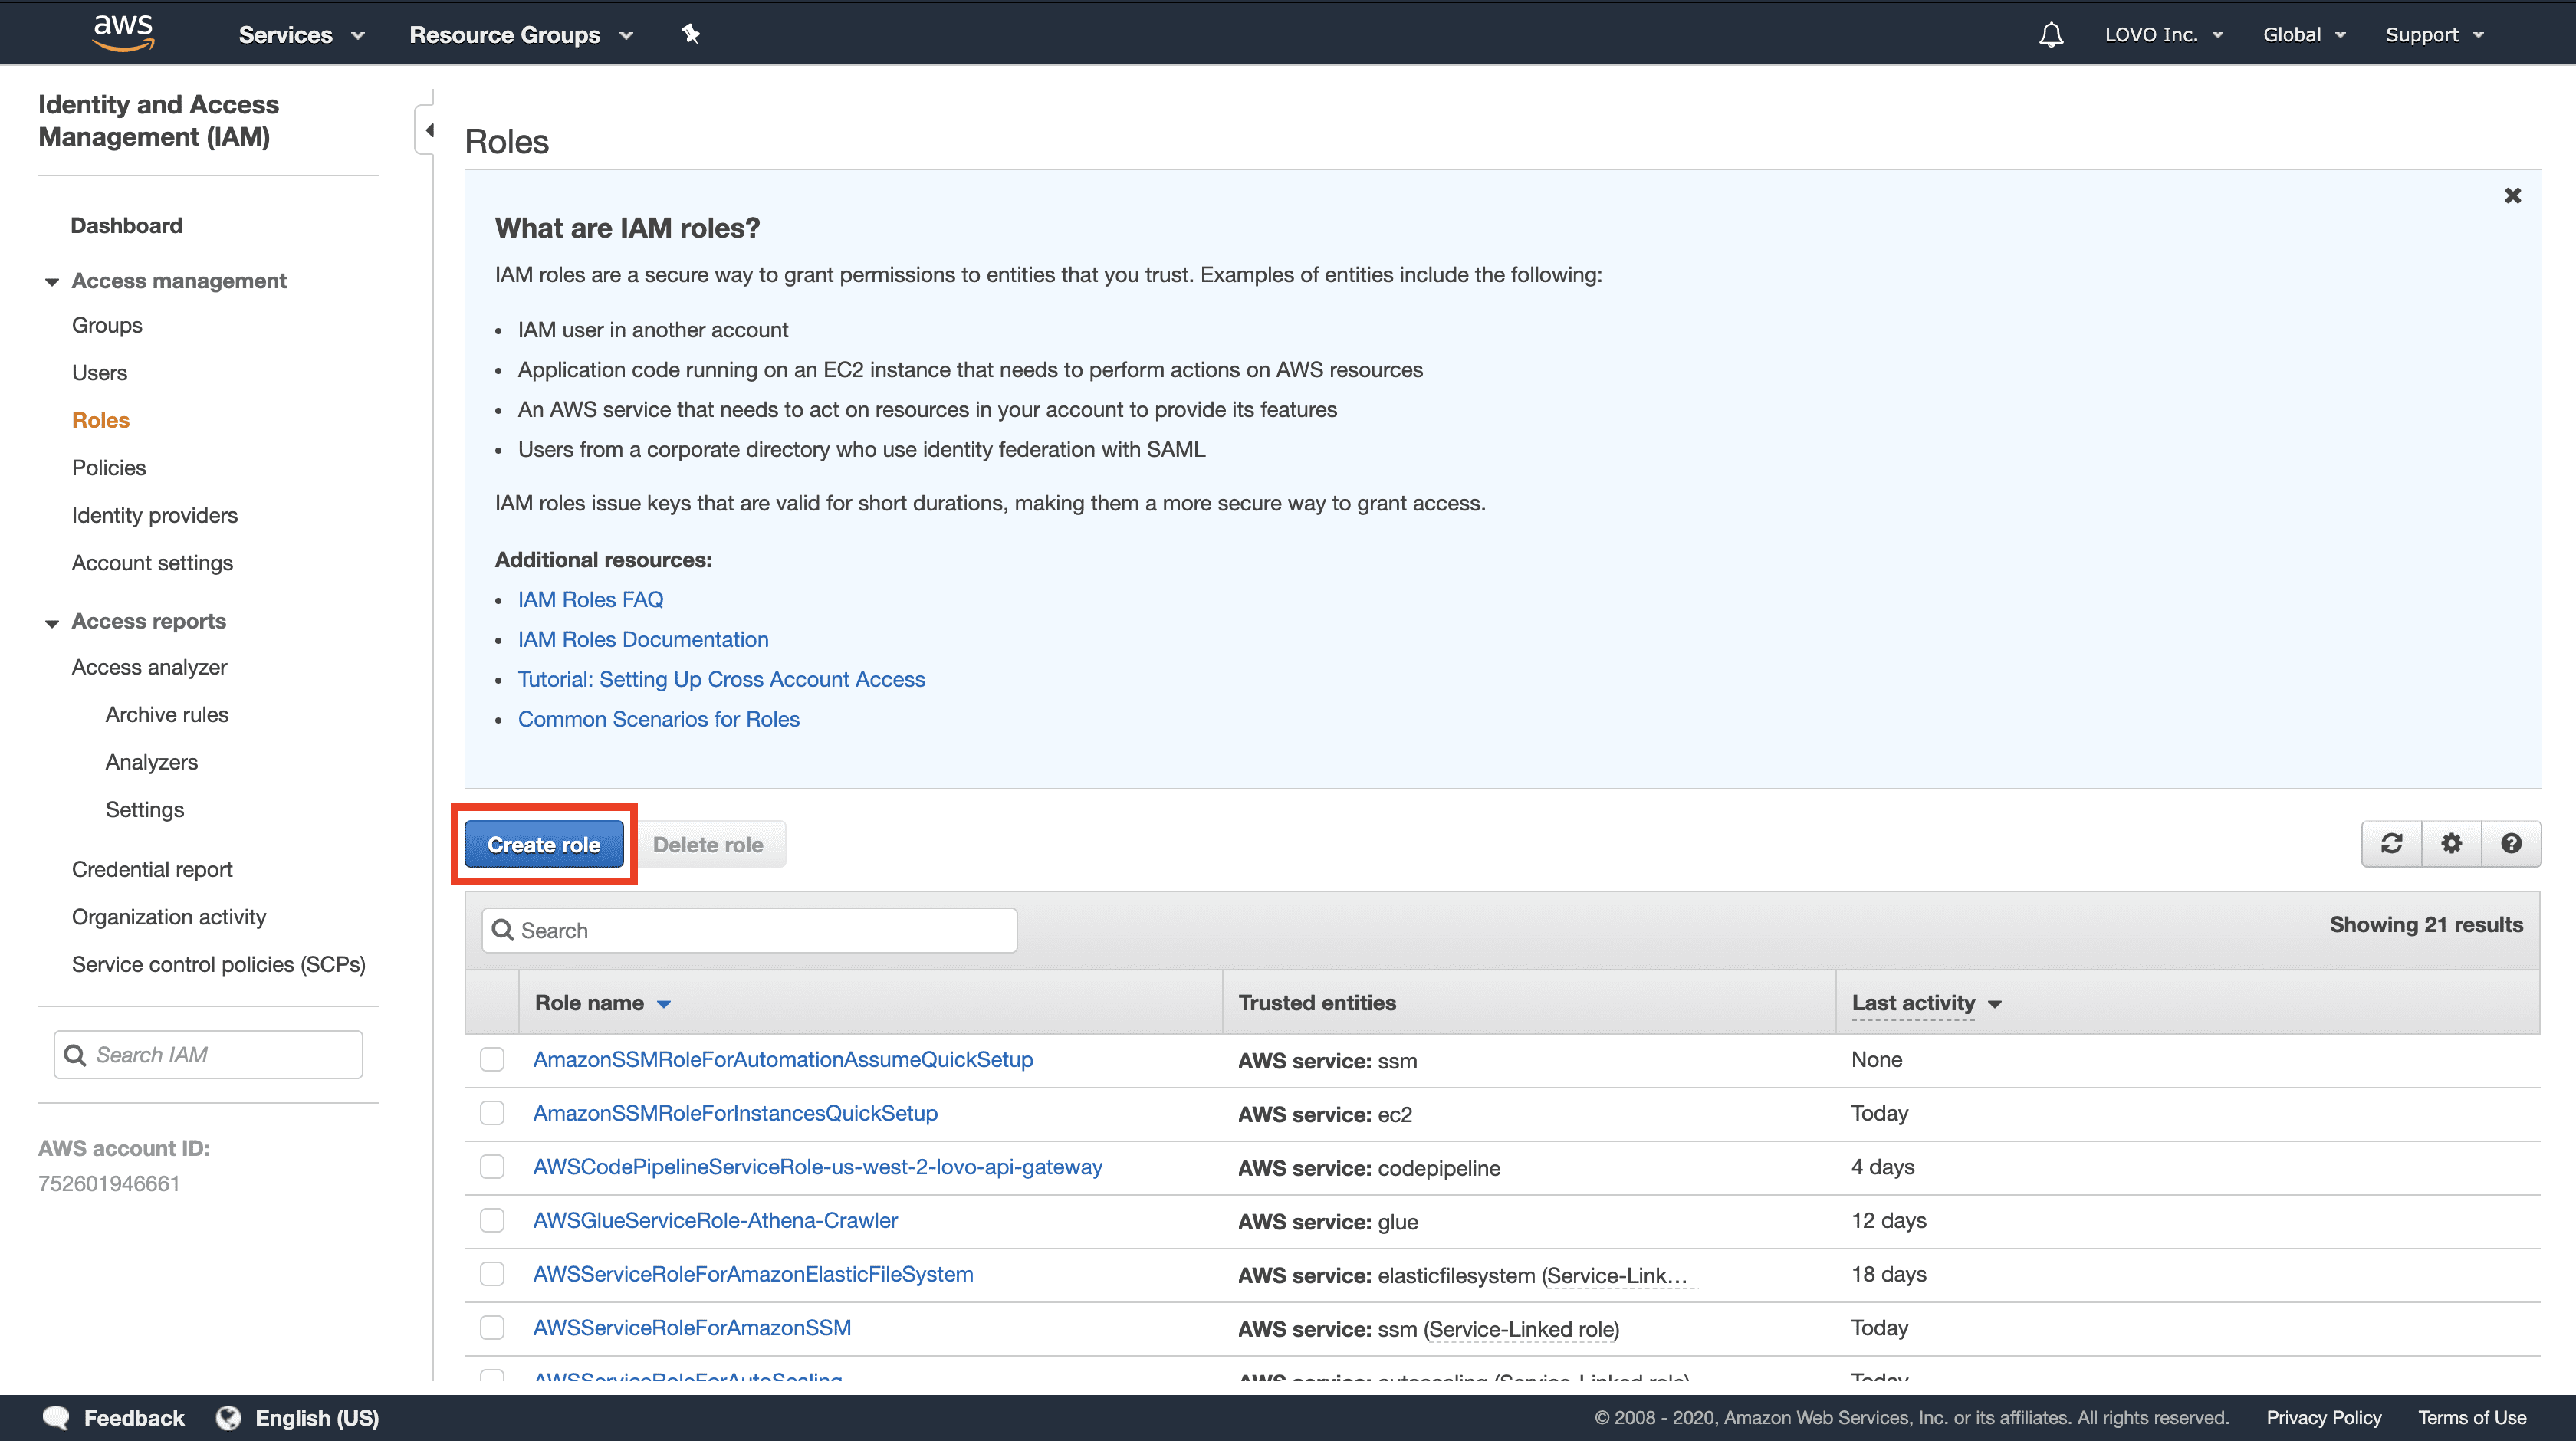 aws Services Resource Groups LOVO Inc. Global Support
Identity and Access
Management (IAM)
Dashboard
Access management
Groups
Users
Roles
Policies
Identity providers
Account settings
Access reports
Access analyzer
Archive rules
Analyzers
Settings
Credential report
Organization activity
Service control policies (SCPs)
Search IAM
AWS account ID:
752601946661
Roles
What are IAM roles?
IAM roles are a secure way to grant permissions to entities that you trust. Examples of entities include the following:
• IAM user in another account
• Application code running on an EC2 instance that needs to perform actions on AWS resources
• An AWS service that needs to act on resources in your account to provide its features
• Users from a corporate directory who use identity federation with SAML
IAM roles issue keys that are valid for short durations, making them a more secure way to grant access.
Additional resources:
• IAM Roles FAQ
• IAM Roles Documentation
• Tutorial: Setting Up Cross Account Access
• Common Scenarios for Roles
Create role Delete role
Search Showing 21 results
Role name Trusted entities Last activity
AmazonSSMRoleForAutomationAssumeQuickSetup AWS service: ssm None
AmazonSSMRoleForInstancesQuickSetup AWS service: ec2 Today
AWSCodePipelineServiceRole-us-west-2-lovo-api-gateway AWS service: codepipeline 4 days
AWSGlueServiceRole-Athena-Crawler AWS service: glue 12 days
AWSServiceRoleForAmazonElasticFileSystem AWS service: elasticfilesystem (Service-Link... 18 days
AWSServiceRoleForAmazonSSM AWS service: ssm (Service-Linked role) Today
AWSServiceRoleForAutoScaling AWS service: autoscaling (Service-Linked role) Today
Feedback English (US) © 2008 - 2020, Amazon Web Services, Inc. or its affiliates. All rights reserved. Privacy Policy Terms of Use